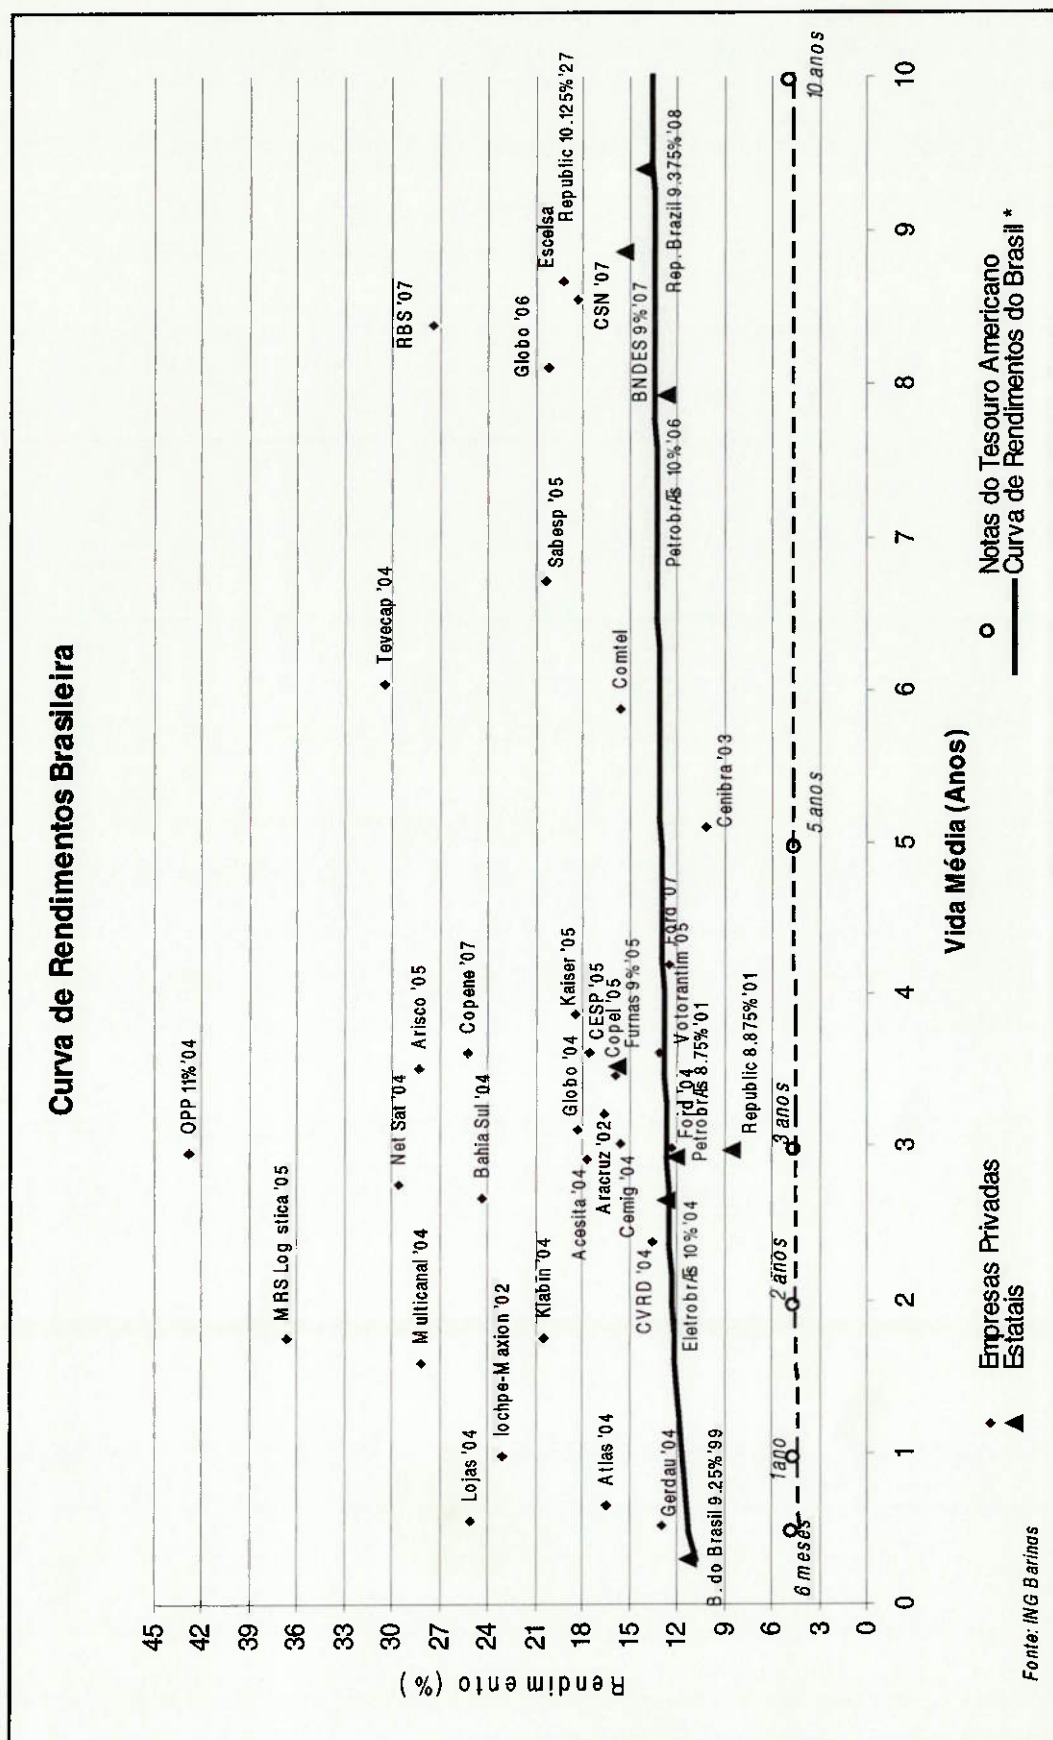 Curva de Rendimentos Brasileira
Rendimento (%)
45
42
39
36
33
30
27
24
21
18
15
12
9
6
3
0
OPP 11%'04
MRS Log stica '05
Tevecap '04
Net Sat '04
Arisco '05
Multicanal '04
RBS '07
Lojas '04
Copene '07
Bahia Sul '04
Iochpe-Maxion '02
Klabin '04
Globo '06
Sabesp '05
Escelsa
Republic 10.125%'27
CSN '07
Kaiser '05
Globo '04
Acesita '04
CESP '05
Aracruz '02
Copel '05
Atlas '04
Cemig '04
Furnas 9%'05
Comtel
BNDES 9%'07
CVRD '04
Gerdau '04
Votorantim '05
Ford '07
Ford '04
Petrobrƙ 8.75%'01
Eletrobrƙ 10%'04
Petrobrƙ 10%'06
Rep. Brazil 9.375%'08
B. do Brasil 9.25%'99
Republic 8.875%'01
Cenibra '03
6 meses
1ano
2 anos
3 anos
5 anos
10 anos
0 1 2 3 4 5 6 7 8 9 10
Vida Média (Anos)
Empresas Privadas
Estatais
Notas do Tesouro Americano
Curva de Rendimentos do Brasil *
Fonte: ING Barings